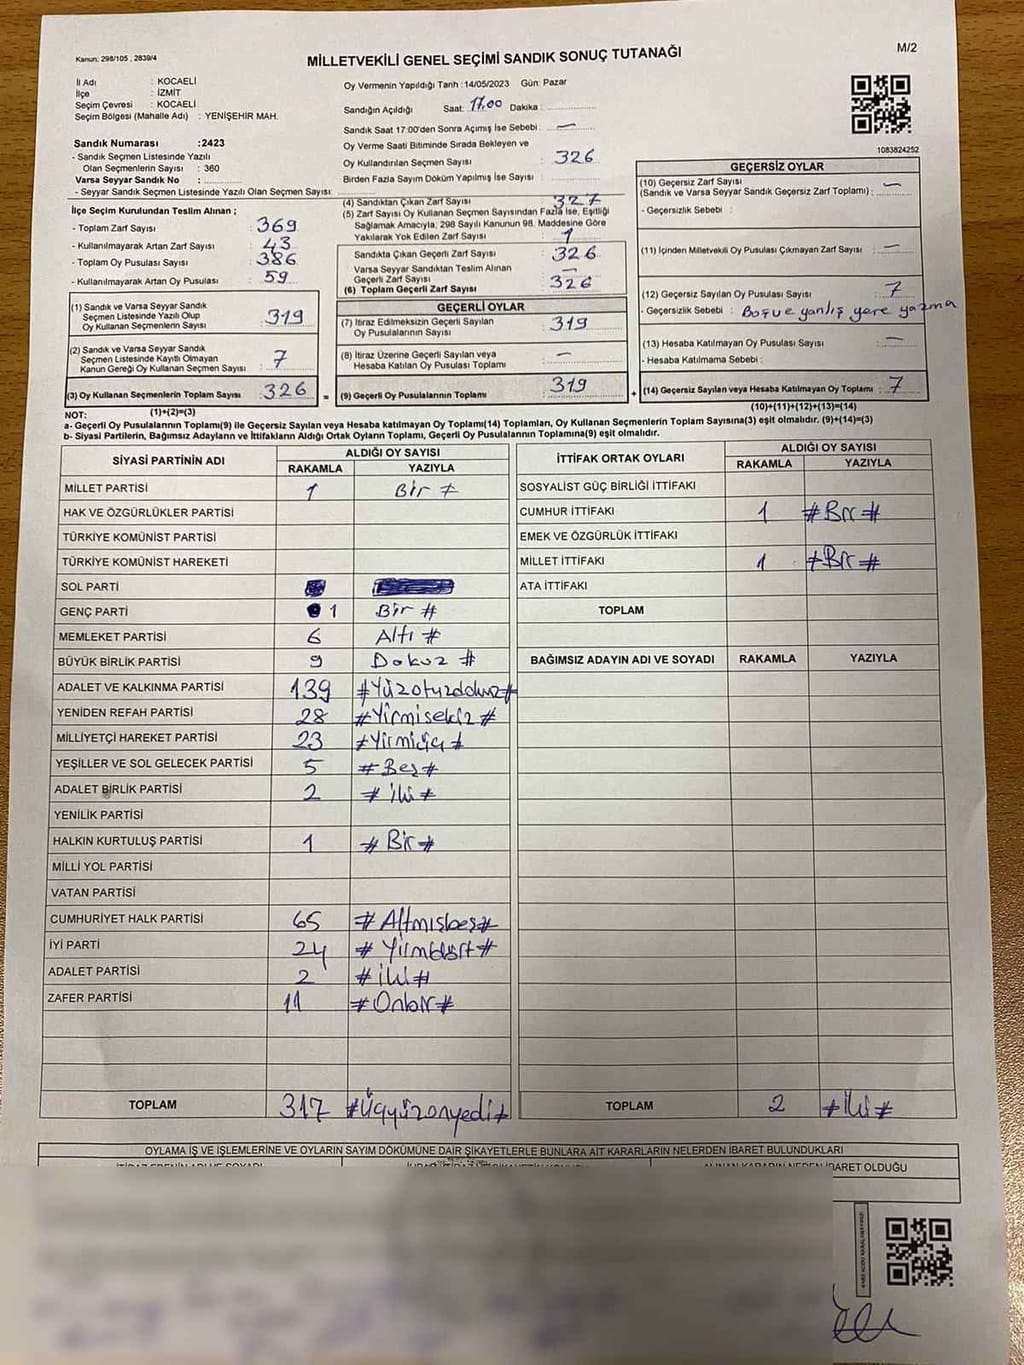 Kanun; 298/105 , 2839/4
MİLLETVEKİLİ GENEL SEÇİMİ SANDIK SONUÇ TUTANAĞI
M/2
İl Adı : KOCAELİ
İlçe : İZMİT
Seçim Çevresi : KOCAELİ
Seçim Bölgesi (Mahalle Adı) : YENİŞEHİR MAH.
Sandık Numarası :2423
- Sandık Seçmen Listesinde Yazılı
Olan Seçmenlerin Sayısı : 360
Varsa Seyyar Sandık No :
- Seyyar Sandık Seçmen Listesinde Yazılı Olan Seçmen Sayısı:
Oy Vermenin Yapıldığı Tarih :14/05/2023 Gün: Pazar
Sandığın Açıldığı Saat: 17.00 Dakika :
Sandık Saat 17:00'den Sonra Açımış İse Sebebi : —
Oy Verme Saati Bitiminde Sırada Bekleyen ve
Oy Kullandırılan Seçmen Sayısı : 326
Birden Fazla Sayım Döküm Yapılmış İse Sayısı :
1083824252
İlçe Seçim Kurulundan Teslim Alınan ;
- Toplam Zarf Sayısı : 369
- Kullanılmayarak Artan Zarf Sayısı : 43
- Toplam Oy Pusulası Sayısı : 386
- Kullanılmayarak Artan Oy Pusulası : 59
(4) Sandıktan Çıkan Zarf Sayısı : 327
(5) Zarf Sayısı Oy Kullanan Seçmen Sayısından Fazla İse, Eşitliği
Sağlamak Amacıyla, 298 Sayılı Kanunun 98. Maddesine Göre
Yakılarak Yok Edilen Zarf Sayısı : 1
Sandıkta Çıkan Geçerli Zarf Sayısı : 326
Varsa Seyyar Sandıktan Teslim Alınan
Geçerli Zarf Sayısı : —
(6) Toplam Geçerli Zarf Sayısı : 326
GEÇERSİZ OYLAR
(10) Geçersiz Zarf Sayısı
(Sandık ve Varsa Seyyar Sandık Geçersiz Zarf Toplamı) : —
- Geçersizlik Sebebi :
(11) İçinden Milletvekili Oy Pusulası Çıkmayan Zarf Sayısı : —
(12) Geçersiz Sayılan Oy Pusulası Sayısı : 7
- Geçersizlik Sebebi : Boş ve yanlış yere yazma
(13) Hesaba Katılmayan Oy Pusulası Sayısı : —
- Hesaba Katılmama Sebebi :
(14) Geçersiz Sayılan veya Hesaba Katılmayan Oy Toplamı : 7
(10)+(11)+(12)+(13)=(14)
(1) Sandık ve Varsa Seyyar Sandık
Seçmen Listesinde Yazılı Olup
Oy Kullanan Seçmenlerin Sayısı : 319
(2) Sandık ve Varsa Seyyar Sandık
Seçmen Listesinde Kayıtlı Olmayan
Kanun Gereği Oy Kullanan Seçmen Sayısı : 7
(3) Oy Kullanan Seçmenlerin Toplam Sayısı : 326 =
(1)+(2)=(3)
GEÇERLİ OYLAR
(7) İtiraz Edilmeksizin Geçerli Sayılan
Oy Pusulalarının Sayısı : 319
(8) İtiraz Üzerine Geçerli Sayılan veya
Hesaba Katılan Oy Pusulası Toplamı : —
(9) Geçerli Oy Pusulalarının Toplamı : 319 +
NOT:
a- Geçerli Oy Pusulalarının Toplamı(9) ile Geçersiz Sayılan veya Hesaba Katılmayan Oy Toplamı(14) Toplamları, Oy Kullanan Seçmenlerin Toplam Sayısına(3) eşit olmalıdır. (9)+(14)=(3)
b- Siyasi Partilerin, Bağımsız Adayların ve İttifakların Aldığı Ortak Oyların Toplamı, Geçerli Oy Pusulalarının Toplamına(9) eşit olmalıdır.
SİYASİ PARTİNİN ADI ALDIĞI OY SAYISI
RAKAMLA YAZIYLA
MİLLET PARTİSİ 1 Bir #
HAK VE ÖZGÜRLÜKLER PARTİSİ
TÜRKİYE KOMÜNİST PARTİSİ
TÜRKİYE KOMÜNİST HAREKETİ
SOL PARTİ
GENÇ PARTİ 1 Bir #
MEMLEKET PARTİSİ 6 Altı #
BÜYÜK BİRLİK PARTİSİ 9 Dokuz #
ADALET VE KALKINMA PARTİSİ 139 #Yüzotuzdokuz#
YENİDEN REFAH PARTİSİ 28 #Yirmisekiz #
MİLLİYETÇİ HAREKET PARTİSİ 23 #Yirmiüç#
YEŞİLLER VE SOL GELECEK PARTİSİ 5 #Beş#
ADALET BİRLİK PARTİSİ 2 #İki#
YENİLİK PARTİSİ
HALKIN KURTULUŞ PARTİSİ 1 #Bir#
MİLLİ YOL PARTİSİ
VATAN PARTİSİ
CUMHURİYET HALK PARTİSİ 65 #Altmışbeş#
İYİ PARTİ 24 #Yirmidört#
ADALET PARTİSİ 2 #İki#
ZAFER PARTİSİ 11 #Onbir#
TOPLAM 317 #Üçyüzonyedi#
İTTİFAK ORTAK OYLARI ALDIĞI OY SAYISI
RAKAMLA YAZIYLA
SOSYALİST GÜÇ BİRLİĞİ İTTİFAKI
CUMHUR İTTİFAKI 1 #Bir#
EMEK VE ÖZGÜRLÜK İTTİFAKI
MİLLET İTTİFAKI 1 #Bir#
ATA İTTİFAKI
TOPLAM
BAĞIMSIZ ADAYIN ADI VE SOYADI RAKAMLA YAZIYLA
TOPLAM 2 #İki#
OYLAMA İŞ VE İŞLEMLERİNE VE OYLARIN SAYIM DÖKÜMÜNE DAİR ŞİKAYETLERLE BUNLARA AİT KARARLARIN NELERDEN İBARET BULUNDUKLARI